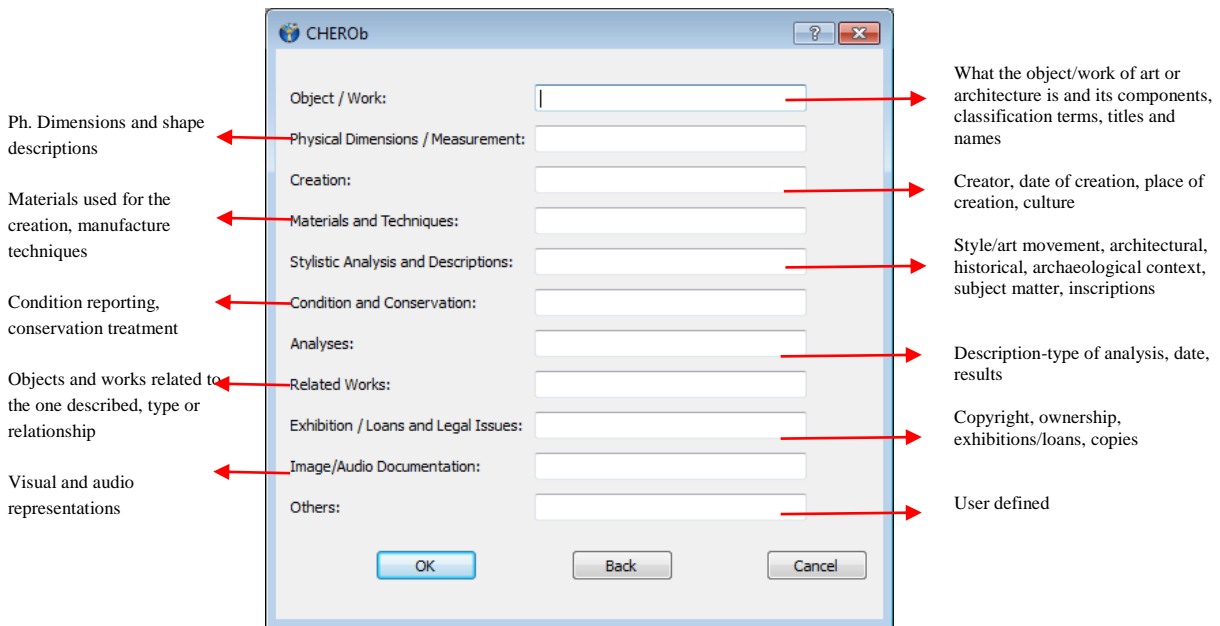 CHEROb
Object / Work:
Physical Dimensions / Measurement:
Creation:
Materials and Techniques:
Stylistic Analysis and Descriptions:
Condition and Conservation:
Analyses:
Related Works:
Exhibition / Loans and Legal Issues:
Image/Audio Documentation:
Others:
OK
Back
Cancel
Ph. Dimensions and shape
descriptions
Materials used for the
creation, manufacture
techniques
Condition reporting,
conservation treatment
Objects and works related to
the one described, type or
relationship
Visual and audio
representations
What the object/work of art or
architecture is and its components,
classification terms, titles and
names
Creator, date of creation, place of
creation, culture
Style/art movement, architectural,
historical, archaeological context,
subject matter, inscriptions
Description-type of analysis, date,
results
Copyright, ownership,
exhibitions/loans, copies
User defined